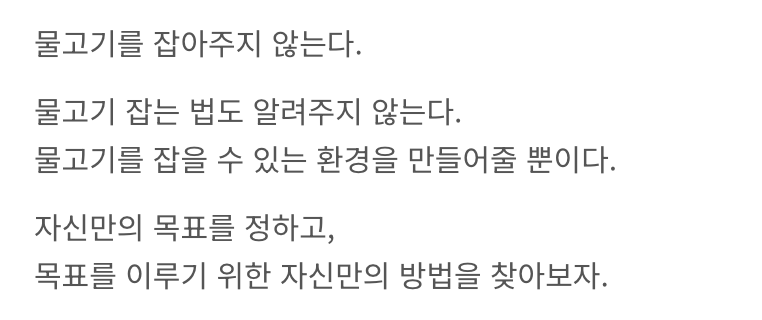 물고기를 잡아주지 않는다.
물고기 잡는 법도 알려주지 않는다.
물고기를 잡을 수 있는 환경을 만들어줄 뿐이다.
자신만의 목표를 정하고,
목표를 이루기 위한 자신만의 방법을 찾아보자.